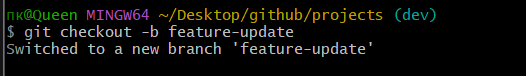 пк@Queen MINGW64 ~/Desktop/github/projects (dev)
$ git checkout -b feature-update
Switched to a new branch 'feature-update'